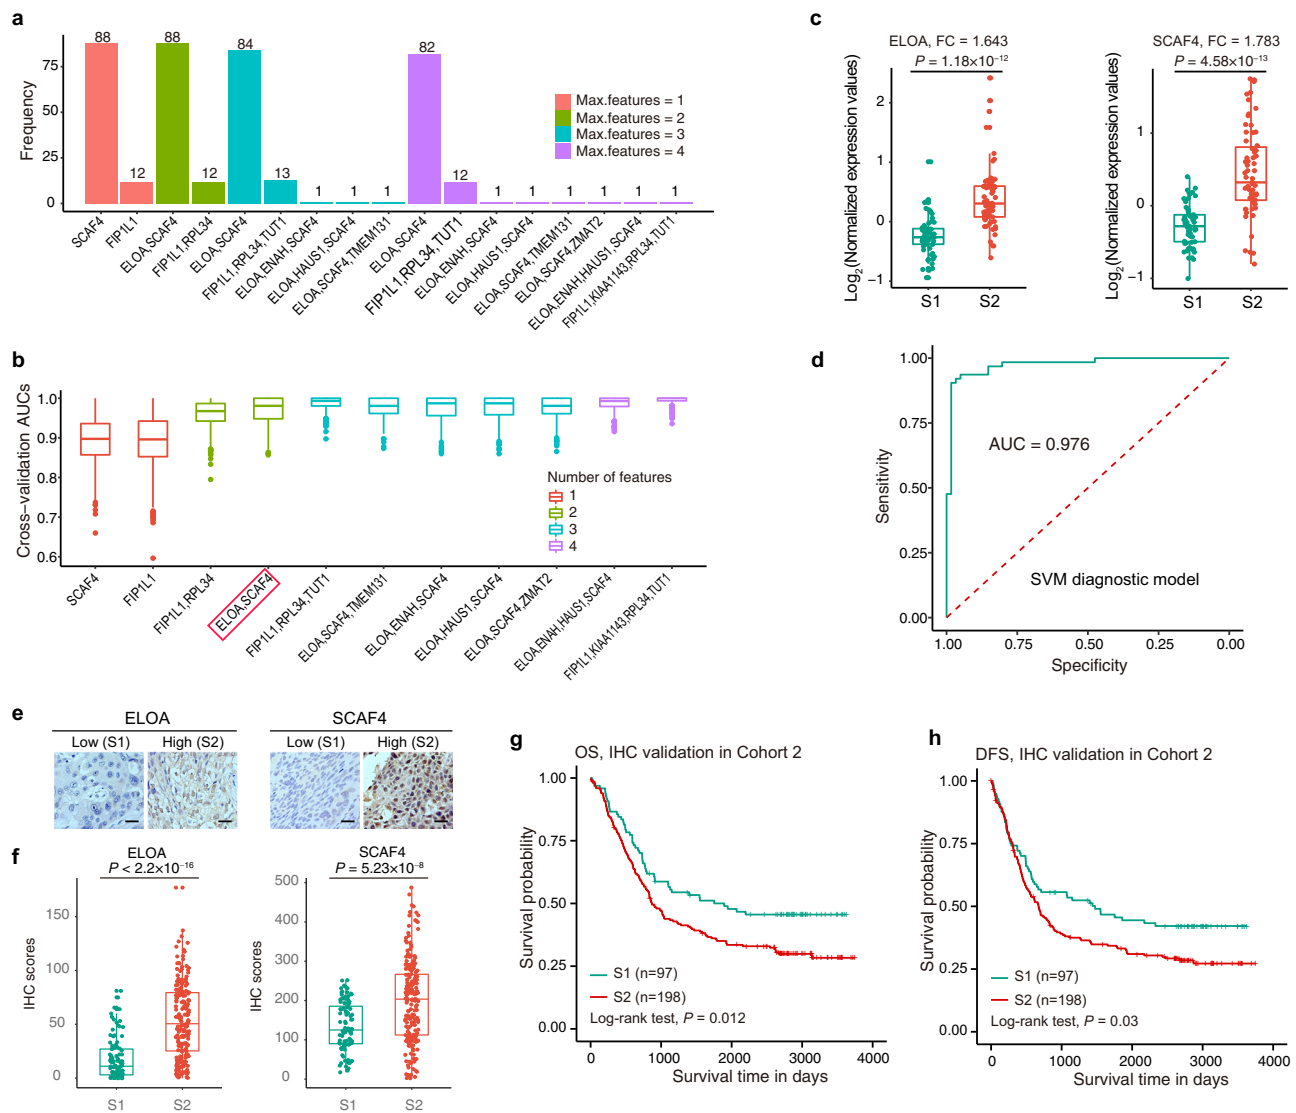 a
88
88
84
82
12
12
13
1
1
1
12
1
1
1
1
1
1
Frequency
75
50
25
0
Max.features = 1
Max.features = 2
Max.features = 3
Max.features = 4
SCAF4
FIP1L1
ELOA,SCAF4
FIP1L1,RPL34
ELOA,SCAF4
FIP1L1,RPL34,TUT1
ELOA,ENAH,SCAF4
ELOA,HAUS1,SCAF4
ELOA,SCAF4,TMEM131
ELOA,SCAF4
FIP1L1,RPL34,TUT1
ELOA,ENAH,SCAF4
ELOA,HAUS1,SCAF4
ELOA,SCAF4,TMEM131
ELOA,SCAF4,ZMAT2
ELOA,ENAH,HAUS1,SCAF4
FIP1L1,KIAA1143,RPL34,TUT1
b
Cross–validation AUCs
1.0
0.9
0.8
0.7
0.6
Number of features
1
2
3
4
SCAF4
FIP1L1
FIP1L1,RPL34
ELOA,SCAF4
FIP1L1,RPL34,TUT1
ELOA,SCAF4,TMEM131
ELOA,ENAH,SCAF4
ELOA,HAUS1,SCAF4
ELOA,SCAF4,ZMAT2
ELOA,ENAH,HAUS1,SCAF4
FIP1L1,KIAA1143,RPL34,TUT1
c
ELOA, FC = 1.643
P = 1.18×10⁻¹²
Log₂(Normalized expression values)
2
1
0
−1
S1
S2
SCAF4, FC = 1.783
P = 4.58×10⁻¹³
Log₂(Normalized expression values)
1
0
−1
S1
S2
d
Sensitivity
1.00
0.75
0.50
0.25
0.00
AUC = 0.976
SVM diagnostic model
1.00
0.75
0.50
0.25
0.00
Specificity
e
ELOA
Low (S1)
High (S2)
SCAF4
Low (S1)
High (S2)
f
ELOA
P < 2.2×10⁻¹⁶
IHC scores
150
100
50
0
S1
S2
SCAF4
P = 5.23×10⁻⁸
IHC scores
500
400
300
200
100
0
S1
S2
g
OS, IHC validation in Cohort 2
Survival probability
1.00
0.75
0.50
0.25
0.00
S1 (n=97)
S2 (n=198)
Log-rank test, P = 0.012
0
1000
2000
3000
4000
Survival time in days
h
DFS, IHC validation in Cohort 2
Survival probability
1.00
0.75
0.50
0.25
0.00
S1 (n=97)
S2 (n=198)
Log-rank test, P = 0.03
0
1000
2000
3000
4000
Survival time in days